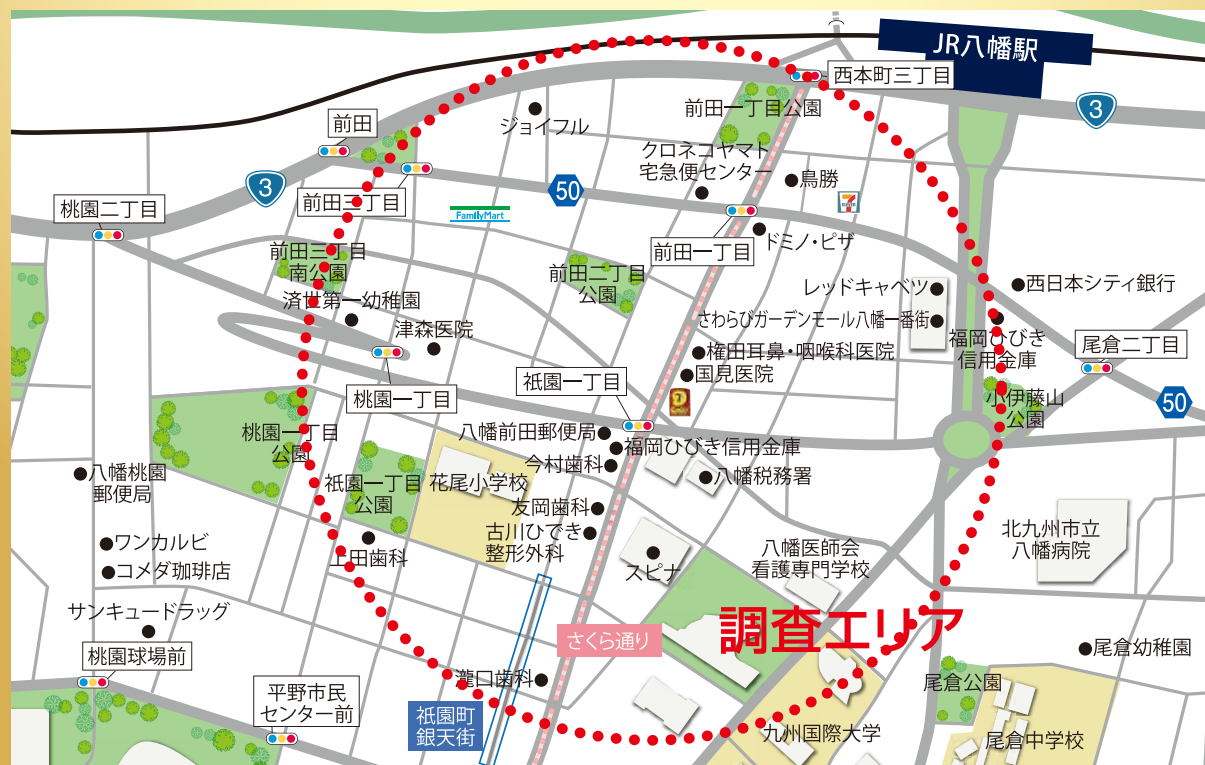 JR八幡駅
西本町三丁目
3
前田一丁目公園
ジョイフル
前田
クロネコヤマト
宅急便センター
鳥勝
50
3
前田三丁目
FamilyMart
桃園二丁目
前田一丁目
ドミノ・ピザ
前田三丁目
南公園
前田二丁目
公園
西日本シティ銀行
レッドキャベツ
済世第一幼稚園
さわらびガーデンモール八幡一番街
福岡ひびき
信用金庫
津森医院
尾倉二丁目
権田耳鼻・咽喉科医院
国見医院
祇園一丁目
桃園一丁目
小伊藤山
公園
50
桃園一丁目
公園
八幡前田郵便局
福岡ひびき信用金庫
今村歯科
八幡税務署
八幡桃園
郵便局
祇園一丁目
公園
花尾小学校
友岡歯科
古川ひでき
整形外科
北九州市立
八幡病院
ワンカルビ
上田歯科
八幡医師会
看護専門学校
コメダ珈琲店
スピナ
サンキュードラッグ
調査エリア
さくら通り
尾倉幼稚園
桃園球場前
瀧口歯科
尾倉公園
平野市民
センター前
祇園町
銀天街
九州国際大学
尾倉中学校